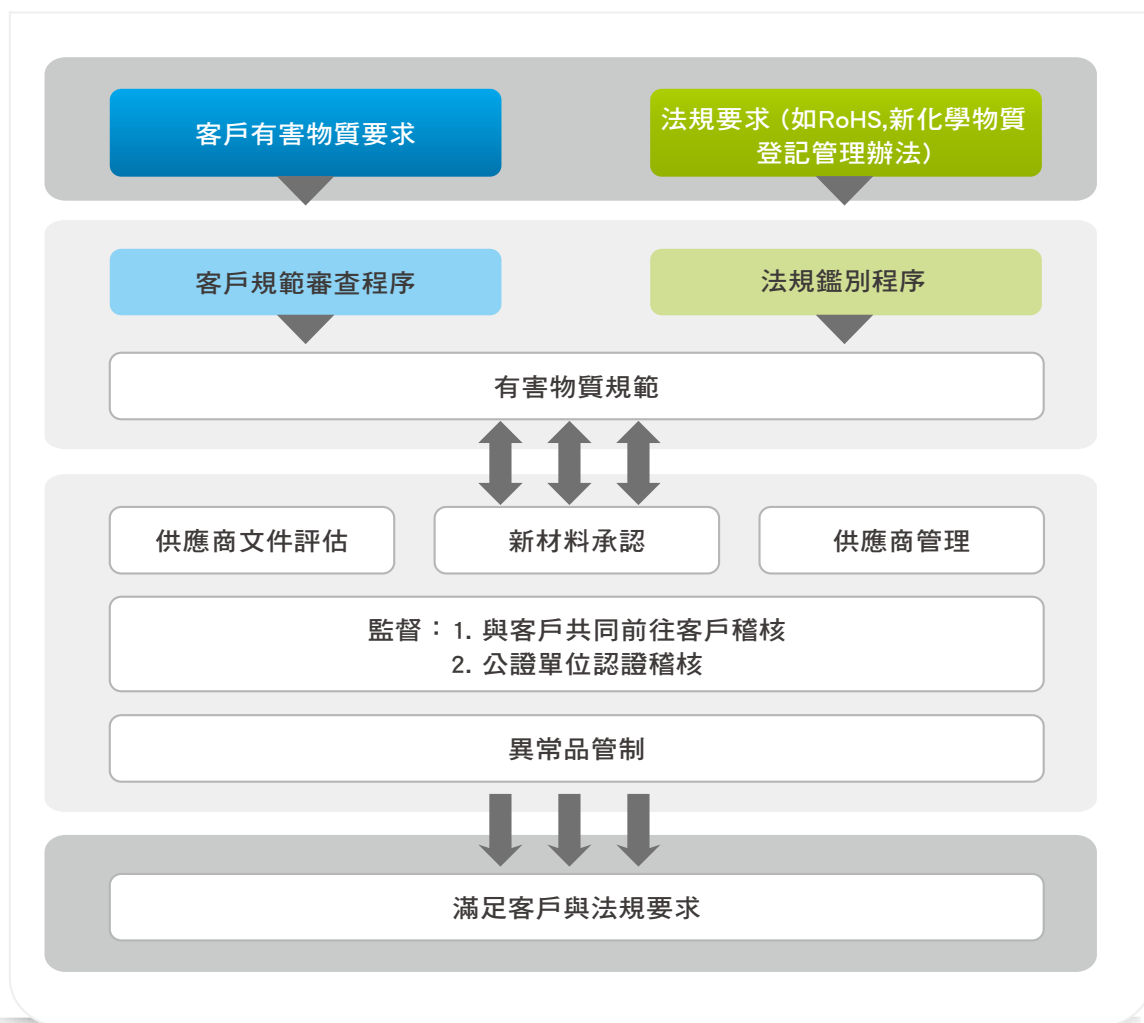 客戶有害物質要求
法規要求（如RoHS,新化學物質
登記管理辦法）
客戶規範審查程序
法規鑑別程序
有害物質規範
供應商文件評估
新材料承認
供應商管理
監督：1. 與客戶共同前往客戶稽核
2. 公證單位認證稽核
異常品管制
滿足客戶與法規要求